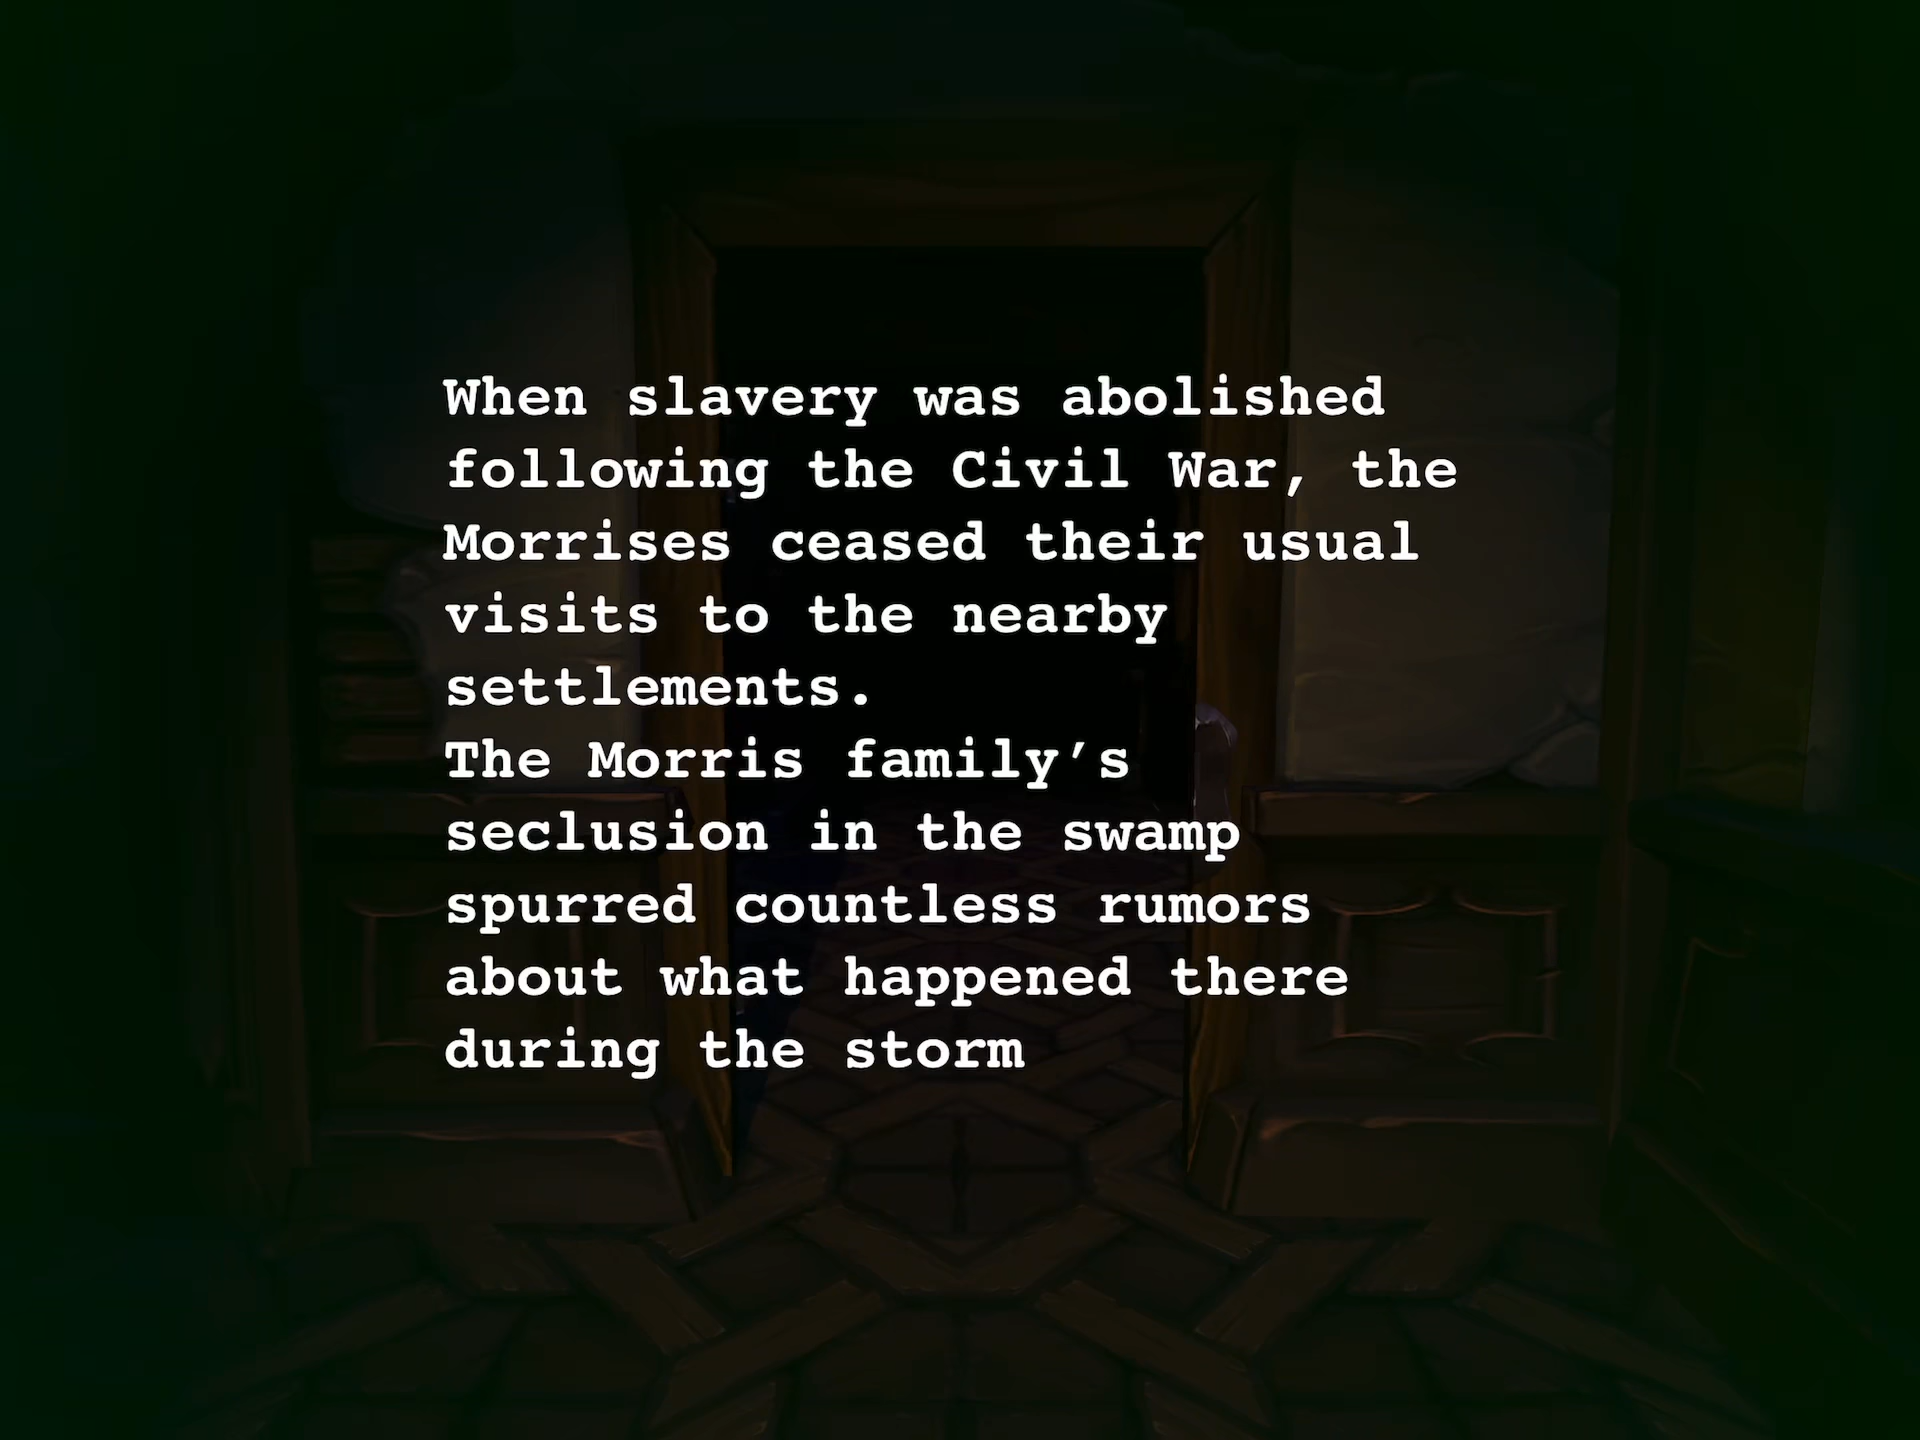 When slavery was abolished
following the Civil War, the
Morrises ceased their usual
visits to the nearby
settlements.
The Morris family’s
seclusion in the swamp
spurred countless rumors
about what happened there
during the storm